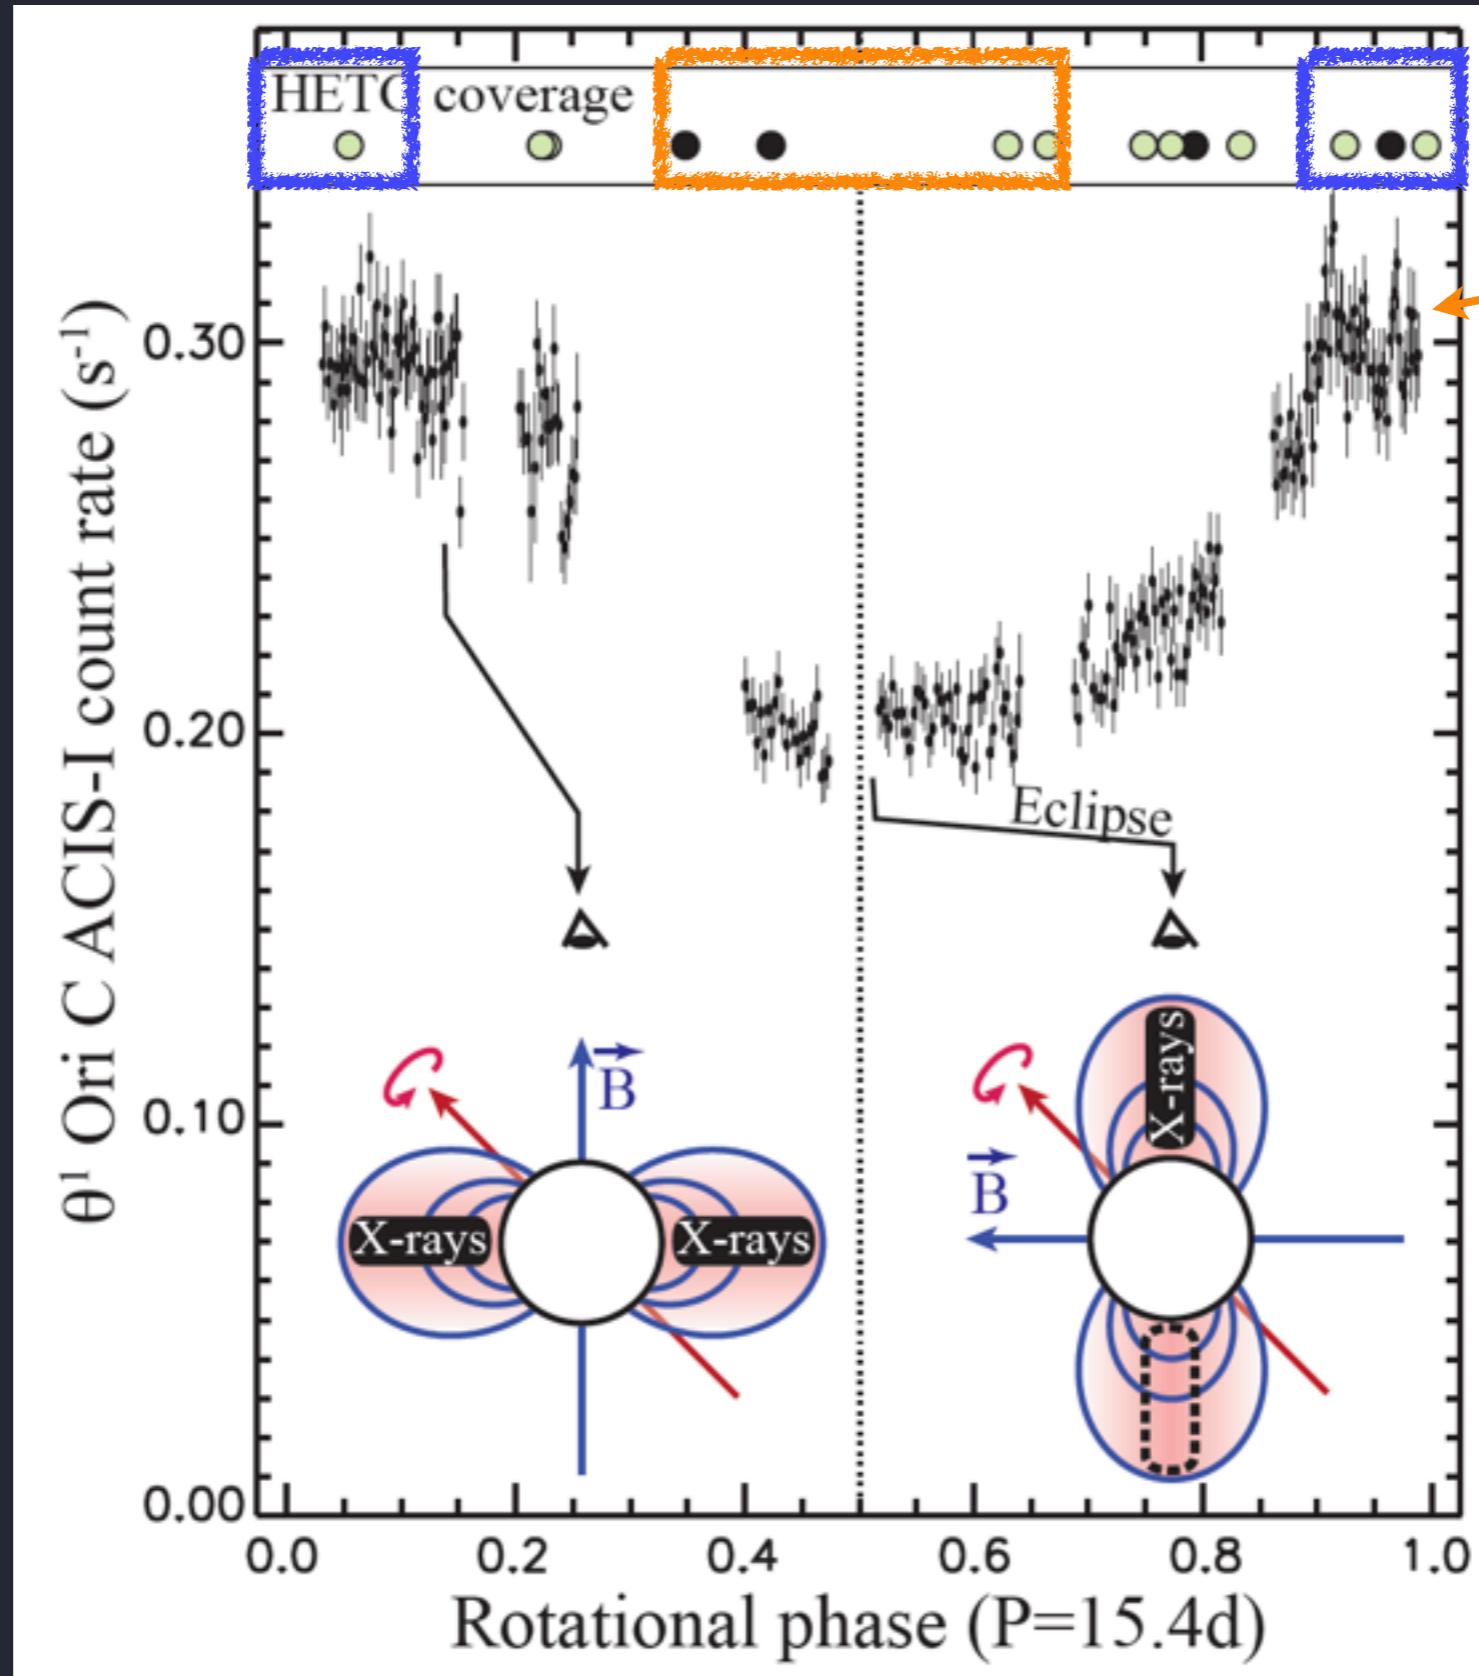 HETG coverage
θ¹ Ori C ACIS-I count rate (s⁻¹)
0.30
0.20
0.10
0.00
Eclipse
B
X-rays
X-rays
B
X-rays
0.0 0.2 0.4 0.6 0.8 1.0
Rotational phase (P=15.4d)